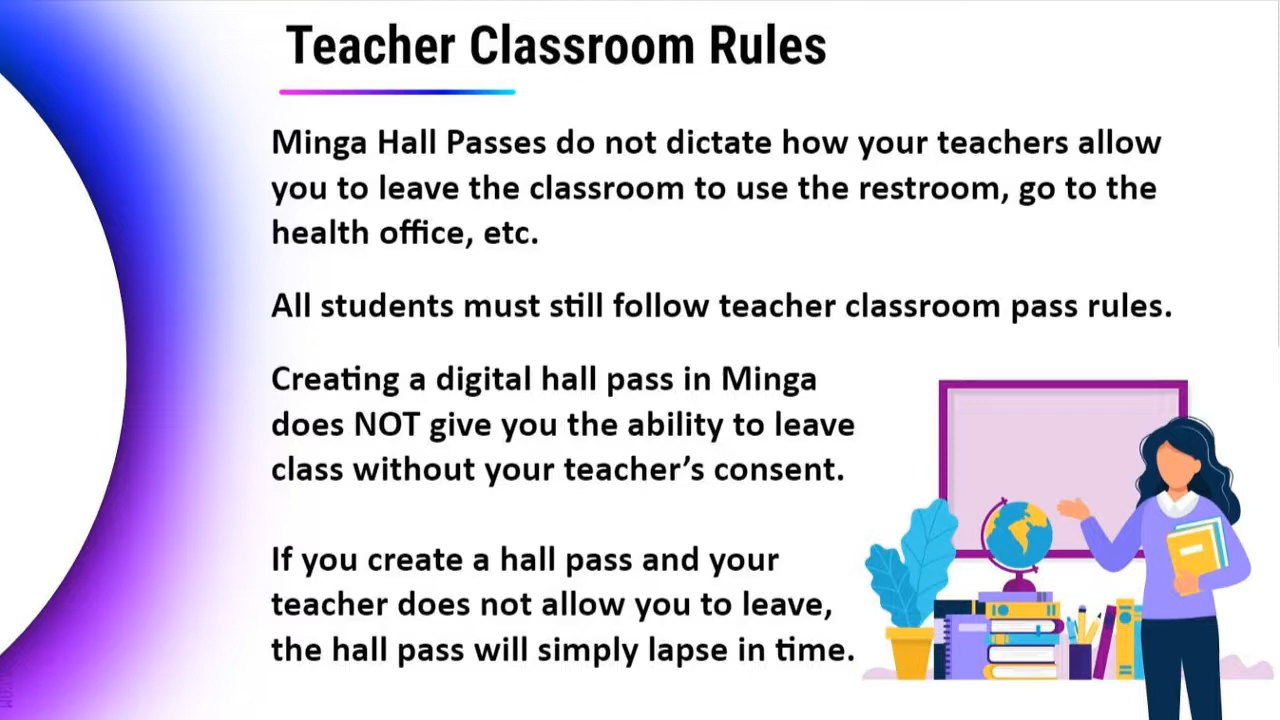 Teacher Classroom Rules
Minga Hall Passes do not dictate how your teachers allow
you to leave the classroom to use the restroom, go to the
health office, etc.
All students must still follow teacher classroom pass rules.
Creating a digital hall pass in Minga
does NOT give you the ability to leave
class without your teacher’s consent.
If you create a hall pass and your
teacher does not allow you to leave,
the hall pass will simply lapse in time.